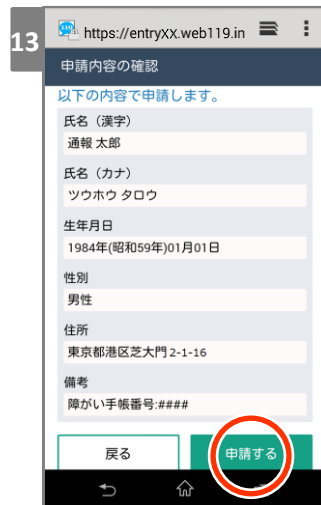 13
https://entryXX.web119.in
申請内容の確認
以下の内容で申請します。
氏名（漢字）
通報 太郎
氏名（カナ）
ツウホウ タロウ
生年月日
1984年(昭和59年)01月01日
性別
男性
住所
東京都港区芝大門2-1-16
備考
障がい手帳番号:####
戻る
申請する